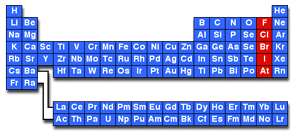 H He
Li Be B C N O F Ne
Na Mg Al Si P Se Cl Ar
K Ca Sc Ti V Cr Mn Fe Co Ni Cu Zn Ga Ge As Se Br Kr
Rb Sr Y Zr Nb Mo Tc Ru Rh Pd Ag Cd In Sn Sb Te I Xe
Cs Ba Hf Ta W Re Os Ir Pt Au Hg Tl Pb Bi Po At Rn
Fr Ra
La Ce Pr Nd Pm Sm Eu Gd Tb Dy Ho Er Tm Yb Lu
Ac Th Pa U Np Pu Am Cm Bk Cf Es Fm Md No Lr